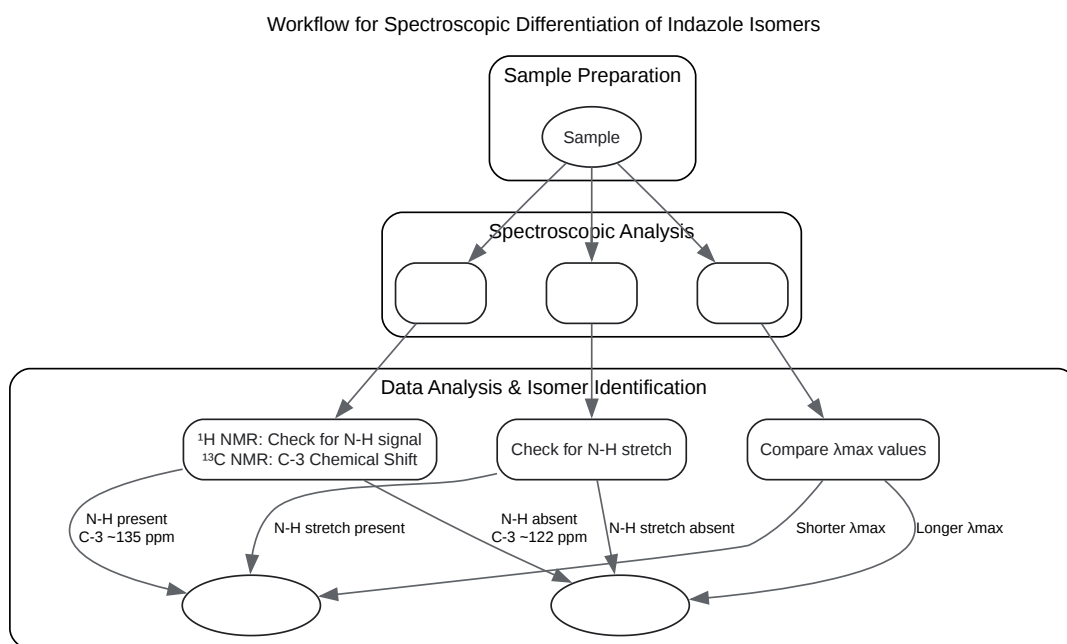 Workflow for Spectroscopic Differentiation of Indazole Isomers
Sample Preparation
Sample
Spectroscopic Analysis
Data Analysis & Isomer Identification
¹H NMR: Check for N-H signal
¹³C NMR: C-3 Chemical Shift
Check for N-H stretch
Compare λmax values
N-H present
C-3 ~135 ppm
N-H stretch present
N-H absent
C-3 ~122 ppm
N-H stretch absent
Shorter λmax
Longer λmax